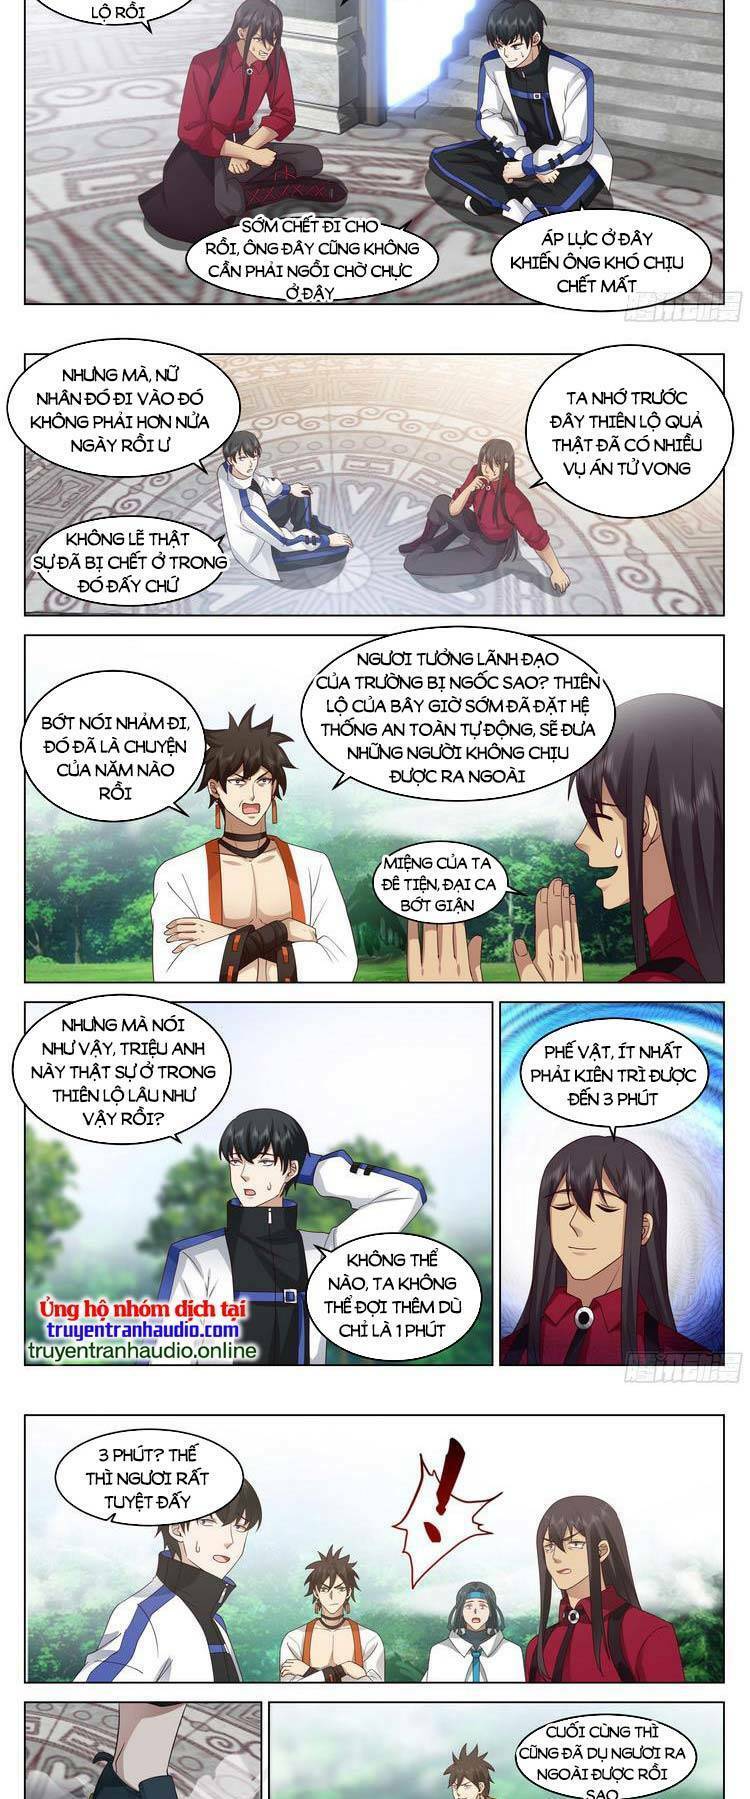 LỘ RỒI
SỚM CHẾT ĐI CHO
RỒI, ÔNG ĐÂY CŨNG KHÔNG
CẦN PHẢI NGỒI CHỜ CHỰC
Ở ĐÂY
ÁP LỰC Ở ĐÂY
KHIẾN ÔNG KHÓ CHỊU
CHẾT MẤT
NHƯNG MÀ, NỮ
NHÂN ĐÓ ĐI VÀO ĐÓ
KHÔNG PHẢI HƠN NỬA
NGÀY RỒI Ư
TA NHỚ TRƯỚC
ĐÂY THIÊN LỘ QUẢ
THẬT ĐÃ CÓ NHIỀU
VỤ ÁN TỬ VONG
KHÔNG LẼ THẬT
SỰ ĐÃ BỊ CHẾT Ở TRONG
ĐÓ ĐẤY CHỨ
BỚT NÓI NHẢM ĐI,
ĐÓ ĐÃ LÀ CHUYỆN
CỦA NĂM NÀO
RỒI
NGƯƠI TƯỞNG LÃNH ĐẠO
CỦA TRƯỜNG BỊ NGỐC SAO? THIÊN
LỘ CỦA BÂY GIỜ SỚM ĐÃ ĐẶT HỆ
THỐNG AN TOÀN TỰ ĐỘNG, SẼ ĐƯA
NHỮNG NGƯỜI KHÔNG CHỊU
ĐƯỢC RA NGOÀI
MIỆNG CỦA TA
ĐÊ TIỆN, ĐẠI CA
BỚT GIẬN
NHƯNG MÀ NÓI
NHƯ VẬY, TRIỆU ANH
NÀY THẬT SỰ Ở TRONG
THIÊN LỘ LÂU NHƯ
VẬY RỒI?
KHÔNG THỂ
NÀO, TA KHÔNG
THỂ ĐỢI THÊM DÙ
CHỈ LÀ 1 PHÚT
PHẾ VẬT, ÍT NHẤT
PHẢI KIÊN TRÌ ĐƯỢC
ĐẾN 3 PHÚT
Ủng hộ nhóm dịch tại
truyentranhaudio.com
truyentranhaudio.online
3 PHÚT? THẾ
THÌ NGƯƠI RẤT
TUYỆT ĐẤY
!
CUỐI CÙNG THÌ
CŨNG ĐÃ DỤ NGƯƠI RA
NGOÀI ĐƯỢC RỒI
SAO